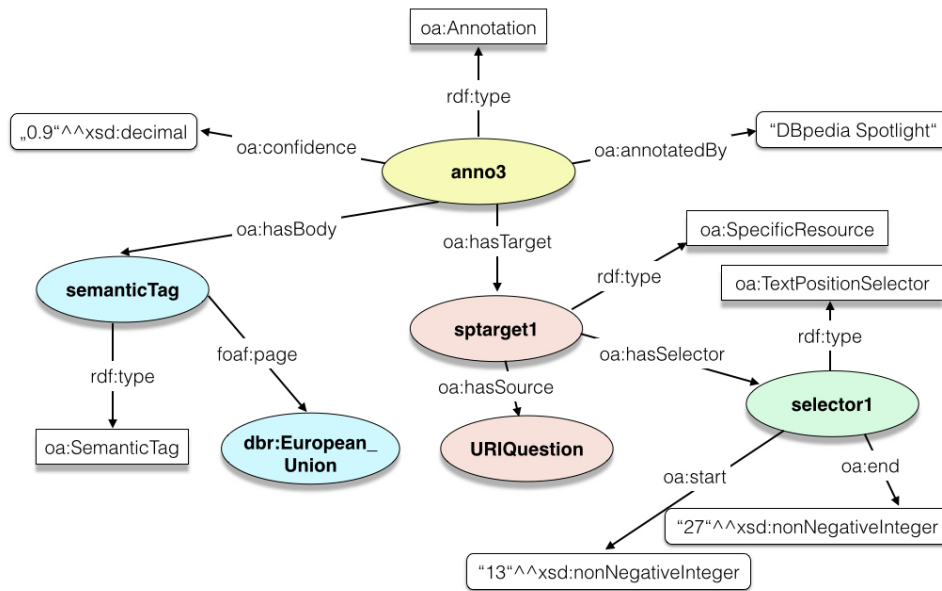 oa:Annotation
rdf:type
„0.9“^^xsd:decimal
oa:confidence
oa:annotatedBy
“DBpedia Spotlight“
anno3
oa:hasBody
oa:hasTarget
oa:SpecificResource
rdf:type
oa:TextPositionSelector
semanticTag
sptarget1
rdf:type
foaf:page
oa:hasSelector
rdf:type
oa:hasSource
selector1
oa:SemanticTag
dbr:European_
Union
URIQuestion
oa:start
oa:end
“27“^^xsd:nonNegativeInteger
“13“^^xsd:nonNegativeInteger